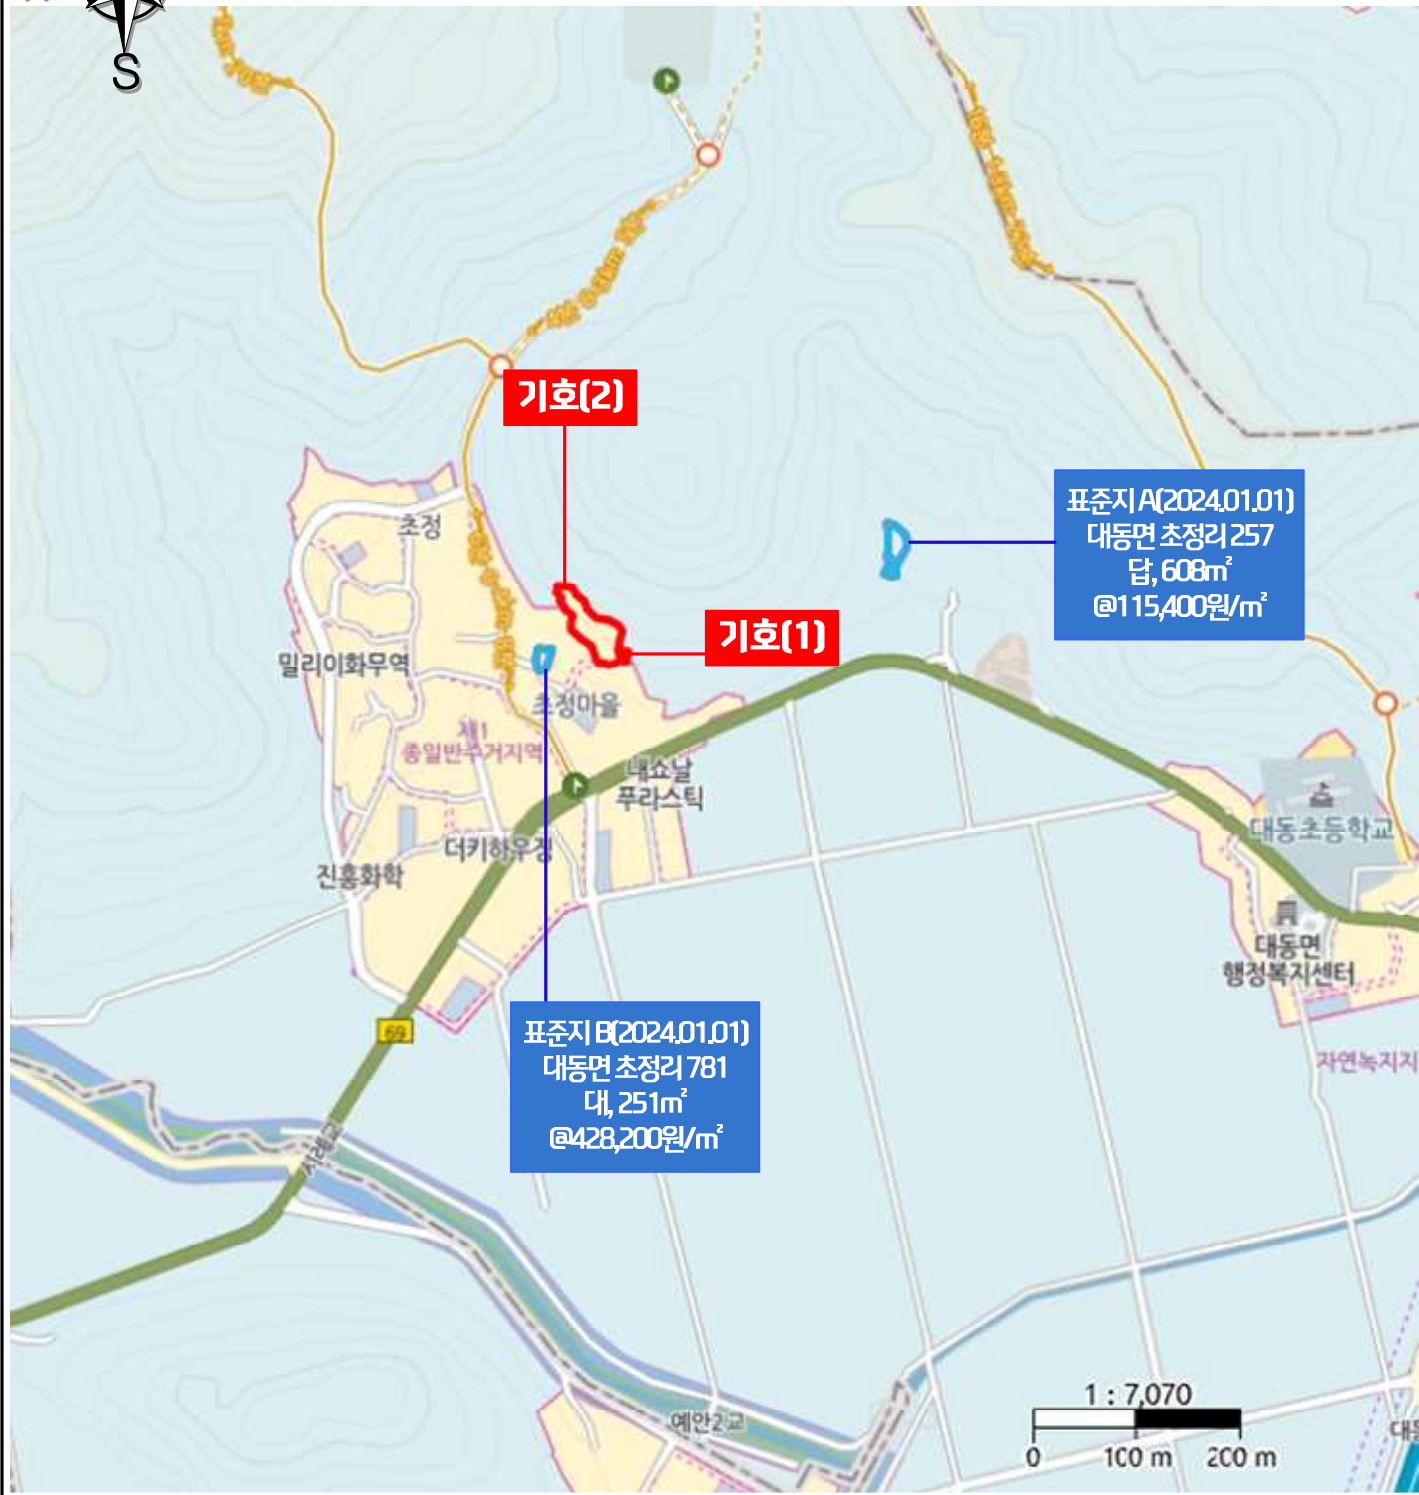 S
기호(2)
표준지 A(2024.01.01)
대동면 초정리 257
답, 608㎡
@115,400원/㎡
초정
기호(1)
밀리이화무역
초정마을
제1
종일반주거지역
내쇼날
푸라스틱
대동초등학교
더키하우징
진흥화학
대동면
행정복지센터
69
표준지 B(2024.01.01)
대동면 초정리 781
대, 251㎡
@428,200원/㎡
자연녹지지
시례교
예안2교
1 : 7,070
0 100 m 200 m